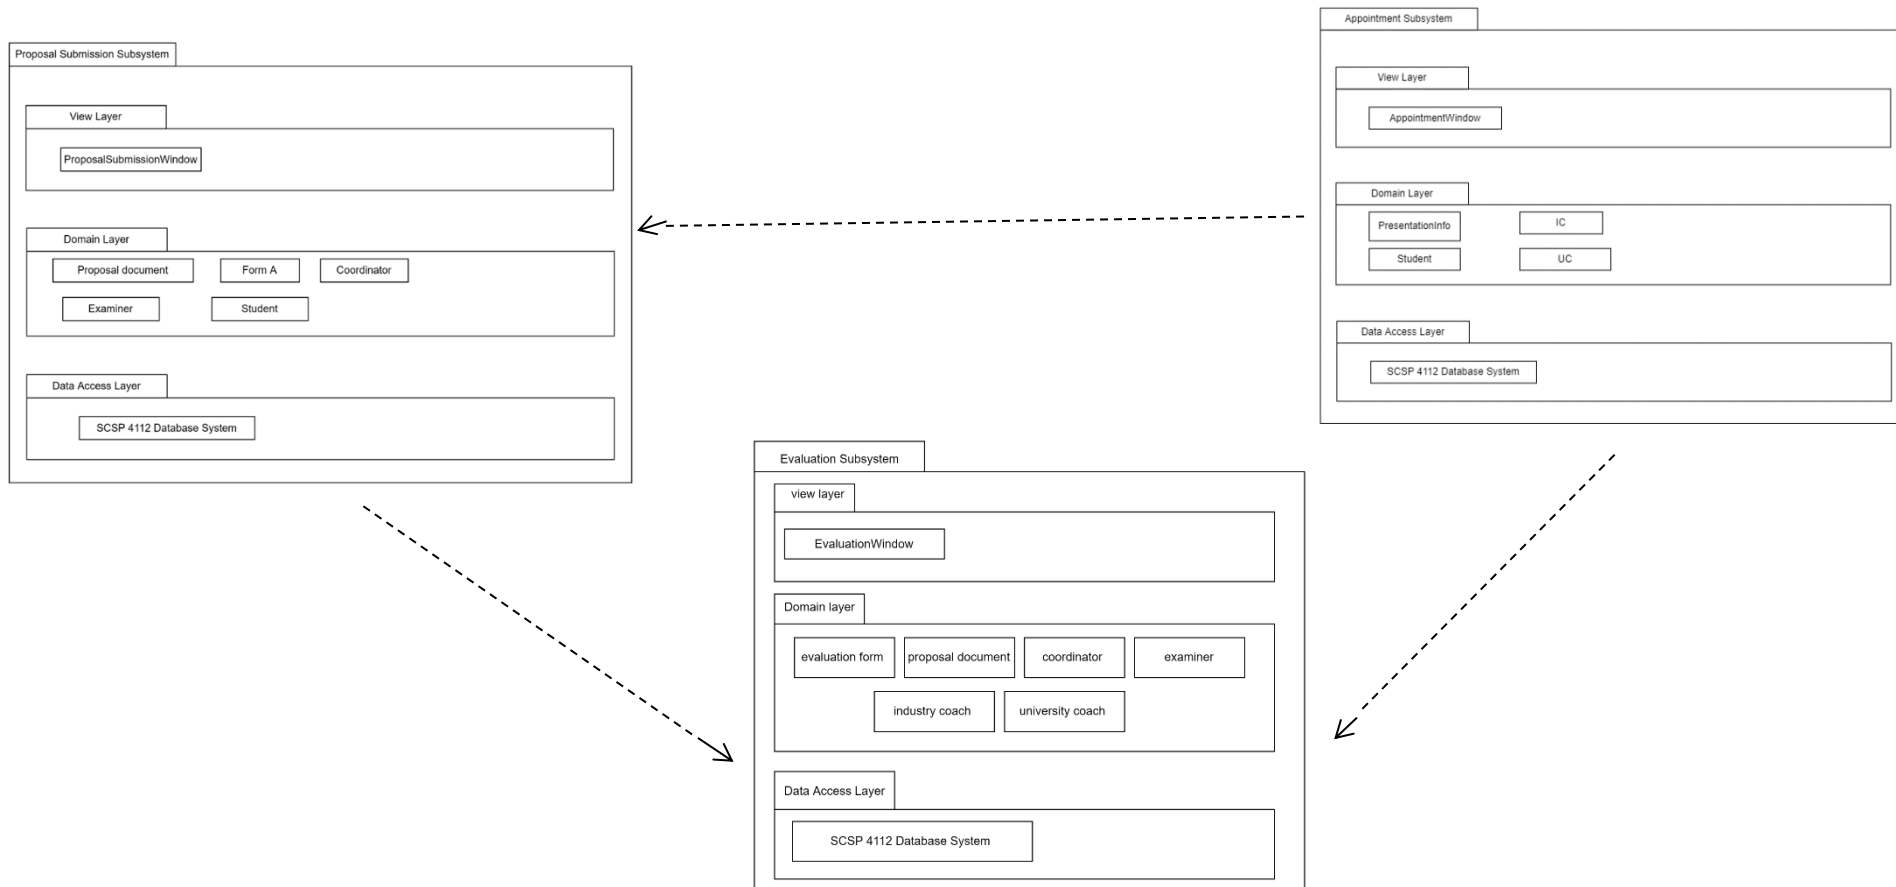 Proposal Submission Subsystem
View Layer
ProposalSubmissionWindow
Domain Layer
Proposal document
Form A
Coordinator
Examiner
Student
Data Access Layer
SCSP 4112 Database System
Appointment Subsystem
View Layer
AppointmentWindow
Domain Layer
PresentationInfo
IC
Student
UC
Data Access Layer
SCSP 4112 Database System
Evaluation Subsystem
view layer
EvaluationWindow
Domain layer
evaluation form
proposal document
coordinator
examiner
industry coach
university coach
Data Access Layer
SCSP 4112 Database System